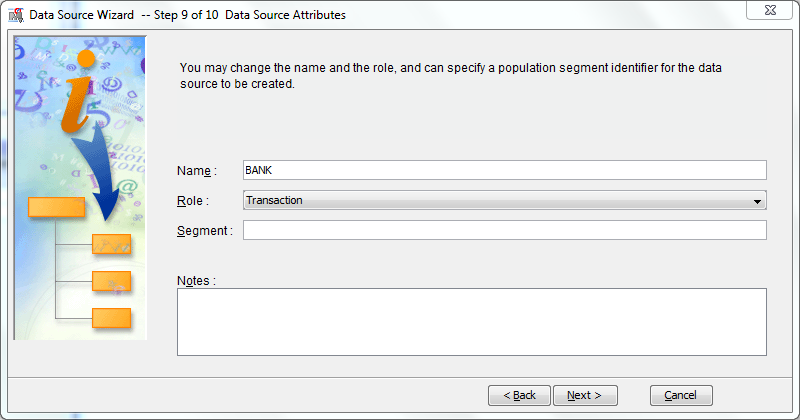 Data Source Wizard -- Step 9 of 10 Data Source Attributes
You may change the name and the role, and can specify a population segment identifier for the data
source to be created.
Name : BANK
Role : Transaction
Segment :
Notes :
< Back Next > Cancel